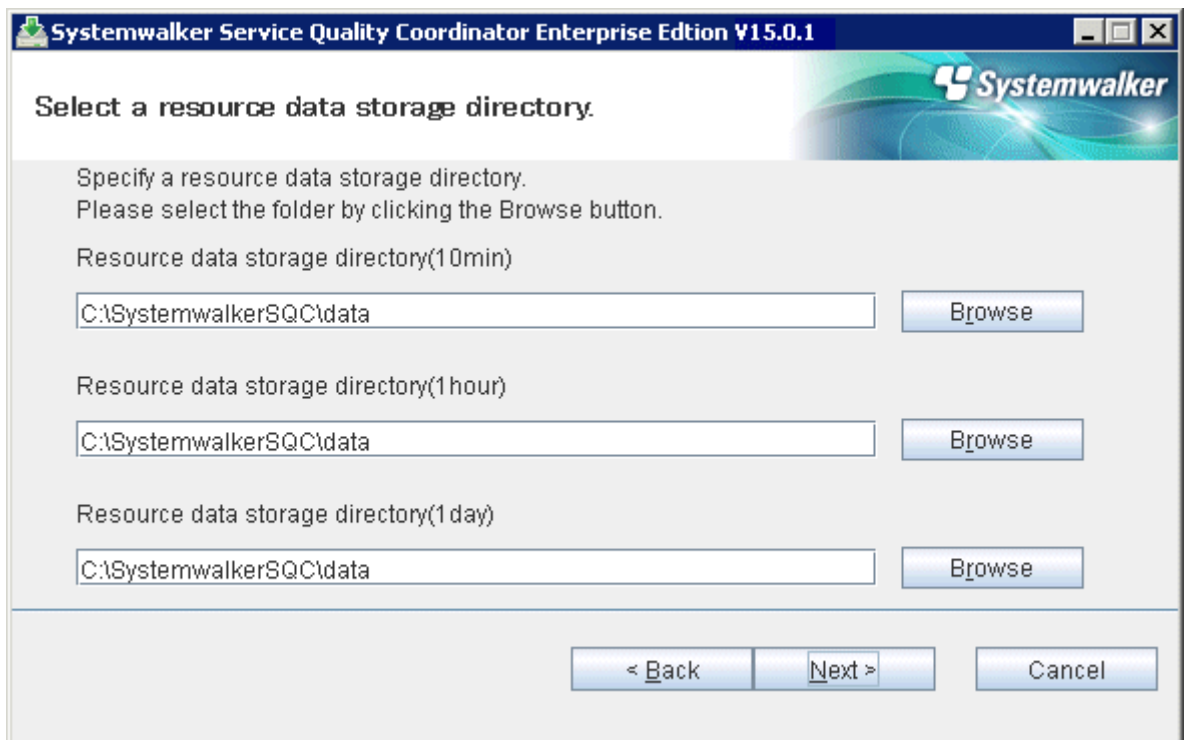 Systemwalker Service Quality Coordinator Enterprise Edtion V15.0.1
Systemwalker
Select a resource data storage directory.
Specify a resource data storage directory.
Please select the folder by clicking the Browse button.
Resource data storage directory(10min)
C:\SystemwalkerSQC\data Browse
Resource data storage directory(1hour)
C:\SystemwalkerSQC\data Browse
Resource data storage directory(1day)
C:\SystemwalkerSQC\data Browse
< Back Next > Cancel